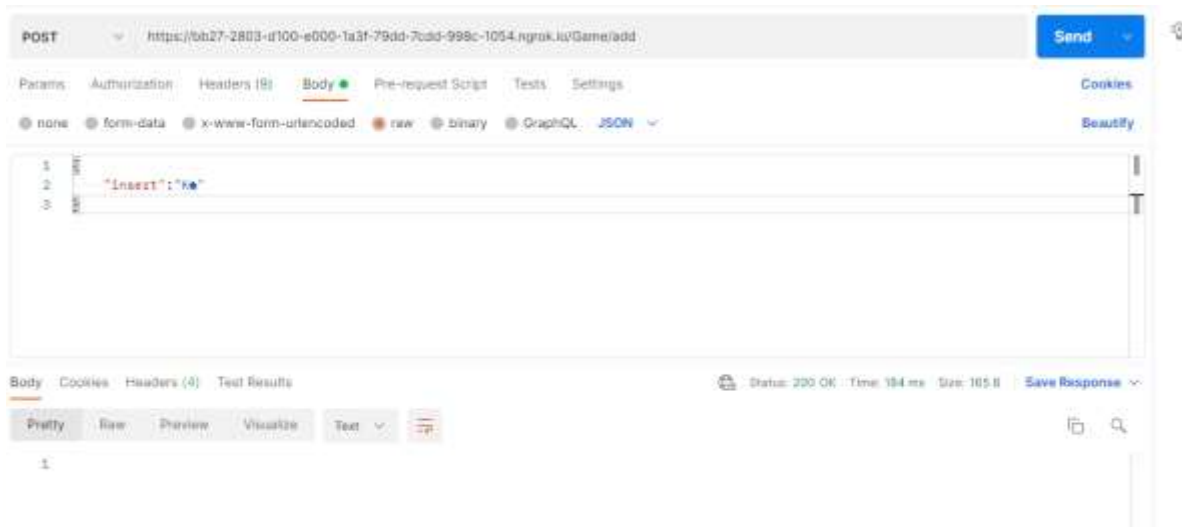 POST https://bb27-2803-d100-e000-1a3f-79dd-7cdd-998c-1054.ngrok.io/Game/add Send
Params Authorization Headers (9) Body Pre-request Script Tests Settings Cookies
none form-data x-www-form-urlencoded raw binary GraphQL JSON Beautify
1
2 "insert":
3
Body Cookies Headers (4) Test Results Status: 200 OK Time: 184 ms Size: 165 B Save Response
Pretty Raw Preview Visualize Text
1